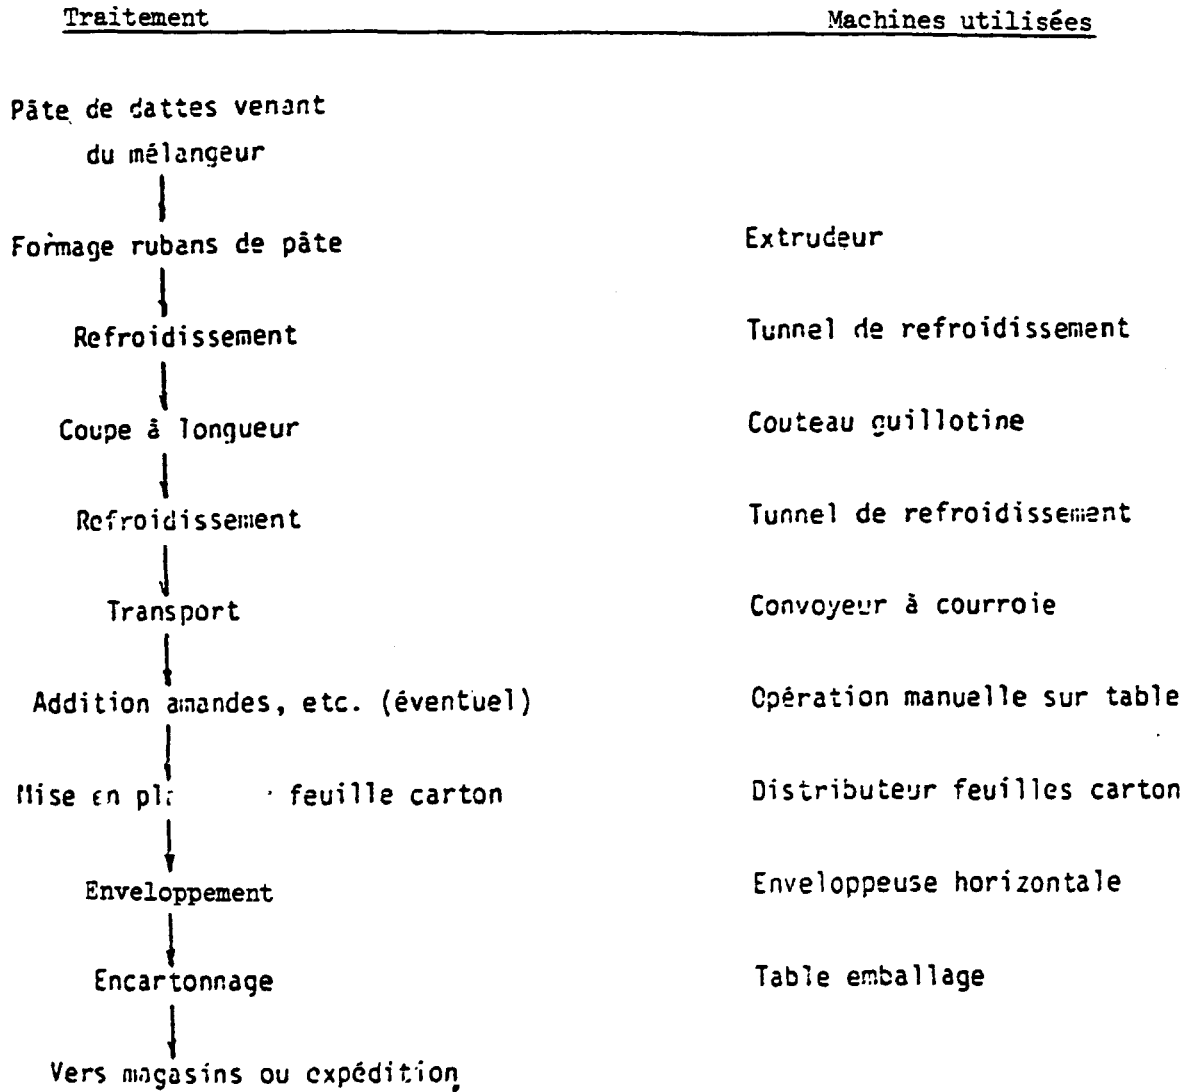 Traitement Machines utilisées
Pâte de dattes venant
du mélangeur
Formage rubans de pâte Extrudeur
Refroidissement Tunnel de refroidissement
Coupe à longueur Couteau guillotine
Refroidissement Tunnel de refroidissement
Transport Convoyeur à courroie
Addition amandes, etc. (éventuel) Opération manuelle sur table
Mise en feuille carton Distributeur feuilles carton
Enveloppement Enveloppeuse horizontale
Encartonnage Table emballage
Vers magasins ou expédition